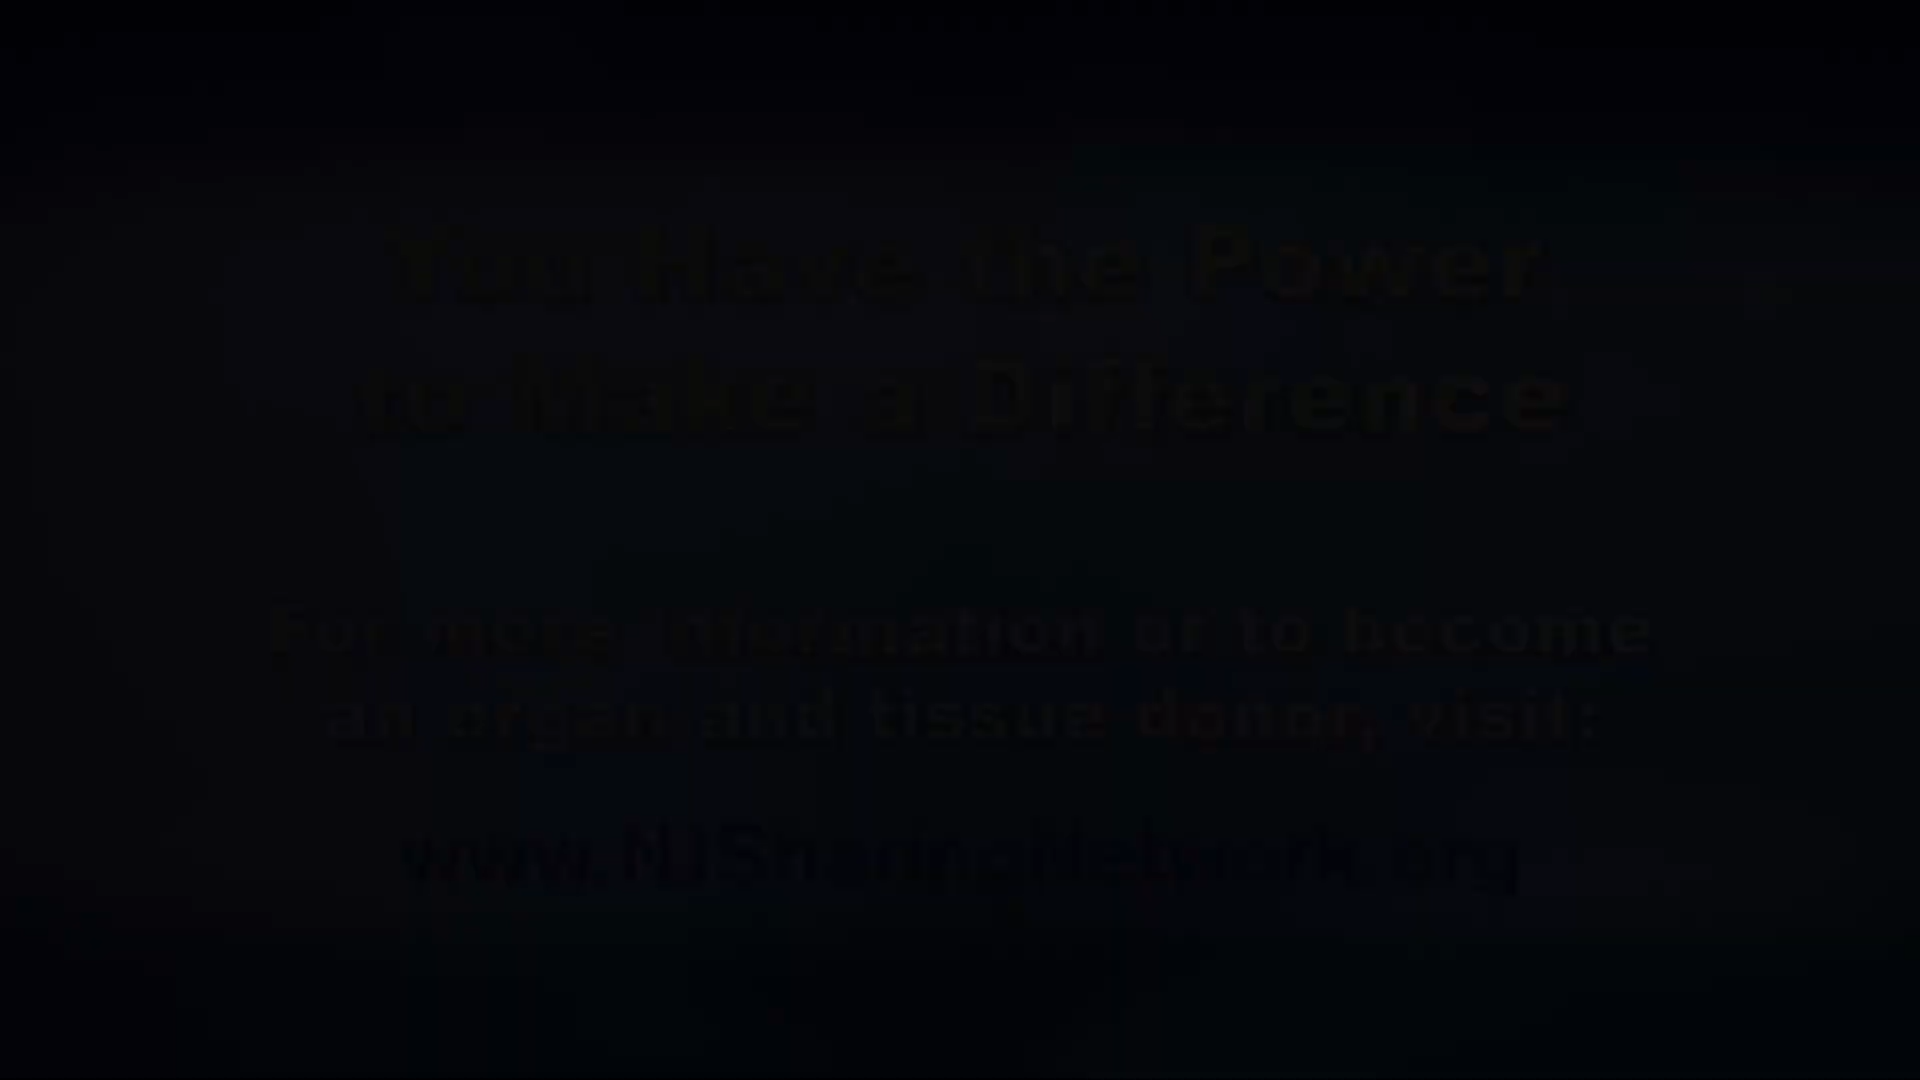 You Have the Power
to Make a Difference
For more information or to become
an organ and tissue donor, visit:
www.NJSharingNetwork.org